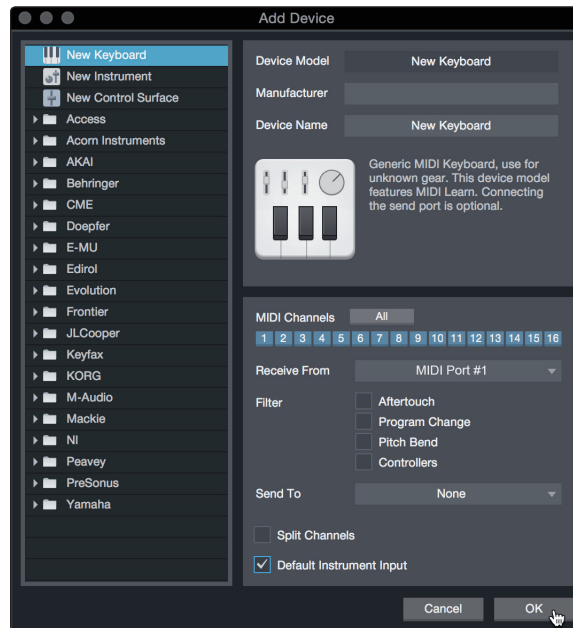 Add Device
New Keyboard
New Instrument
New Control Surface
Access
Acorn Instruments
AKAI
Behringer
CME
Doepfer
E-MU
Edirol
Evolution
Frontier
JLCooper
Keyfax
KORG
M-Audio
Mackie
NI
Peavey
PreSonus
Yamaha
Device Model New Keyboard
Manufacturer
Device Name New Keyboard
Generic MIDI Keyboard, use for
unknown gear. This device model
features MIDI Learn. Connecting
the send port is optional.
MIDI Channels All
1 2 3 4 5 6 7 8 9 10 11 12 13 14 15 16
Receive From MIDI Port #1
Filter Aftertouch
Program Change
Pitch Bend
Controllers
Send To None
Split Channels
Default Instrument Input
Cancel OK